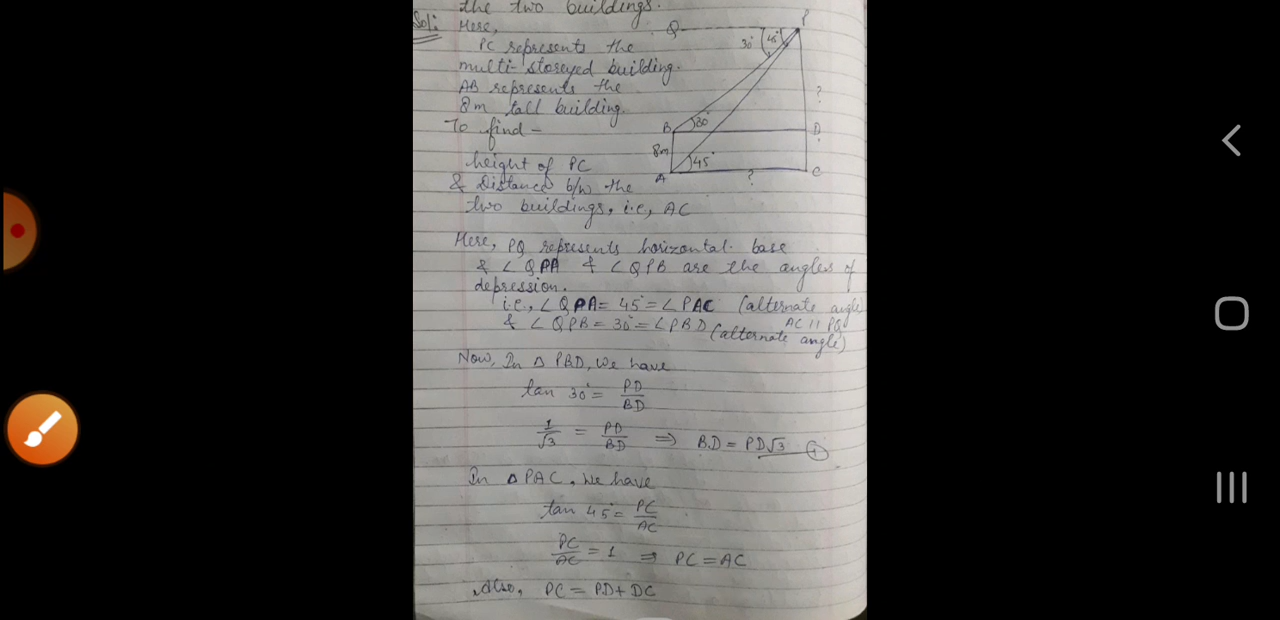 the two buildings.
Sol:
Here,
PC represents the
multi-storeyed building.
AB represents the
8m tall building.
To find -
height of PC
& Distance b/w the
two buildings, i.e, AC
Q
P
30°
45°
?
B
30°
D
8m
45°
A
?
C
Here, PQ represents horizontal base
& ∠QPA & ∠QPB are the angles of
depression.
i.e., ∠QPA = 45° = ∠PAC (alternate angle
AC || PQ
& ∠QPB = 30° = ∠PBD (alternate angle)
Now, In △ PBD, we have
tan 30° = PD/BD
1/√3 = PD/BD ⇒ BD = PD√3
In △ PAC, we have
tan 45° = PC/AC
PC/AC = 1 ⇒ PC = AC
Also, PC = PD + DC